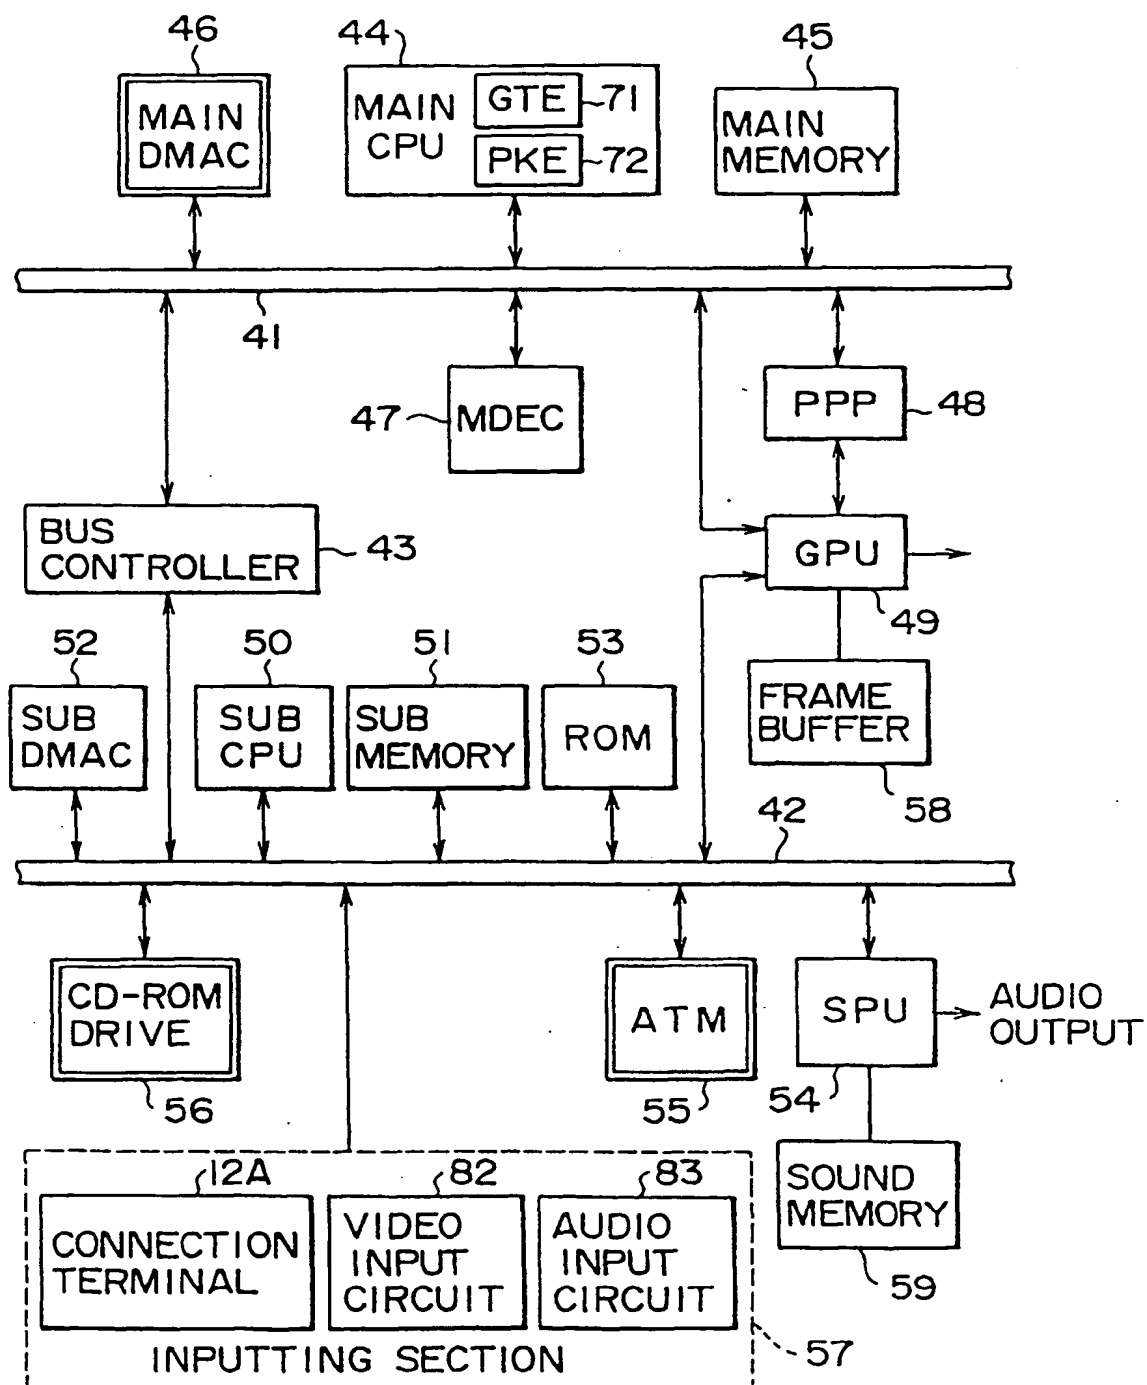 46
44
45
MAIN
DMAC
MAIN
CPU
GTE
71
PKE
72
MAIN
MEMORY
41
47
MDEC
PPP
48
BUS
CONTROLLER
43
GPU
49
52
50
51
53
SUB
DMAC
SUB
CPU
SUB
MEMORY
ROM
FRAME
BUFFER
58
42
CD-ROM
DRIVE
56
ATM
55
SPU
54
AUDIO
OUTPUT
12A
82
83
CONNECTION
TERMINAL
VIDEO
INPUT
CIRCUIT
AUDIO
INPUT
CIRCUIT
SOUND
MEMORY
59
INPUTTING SECTION
57